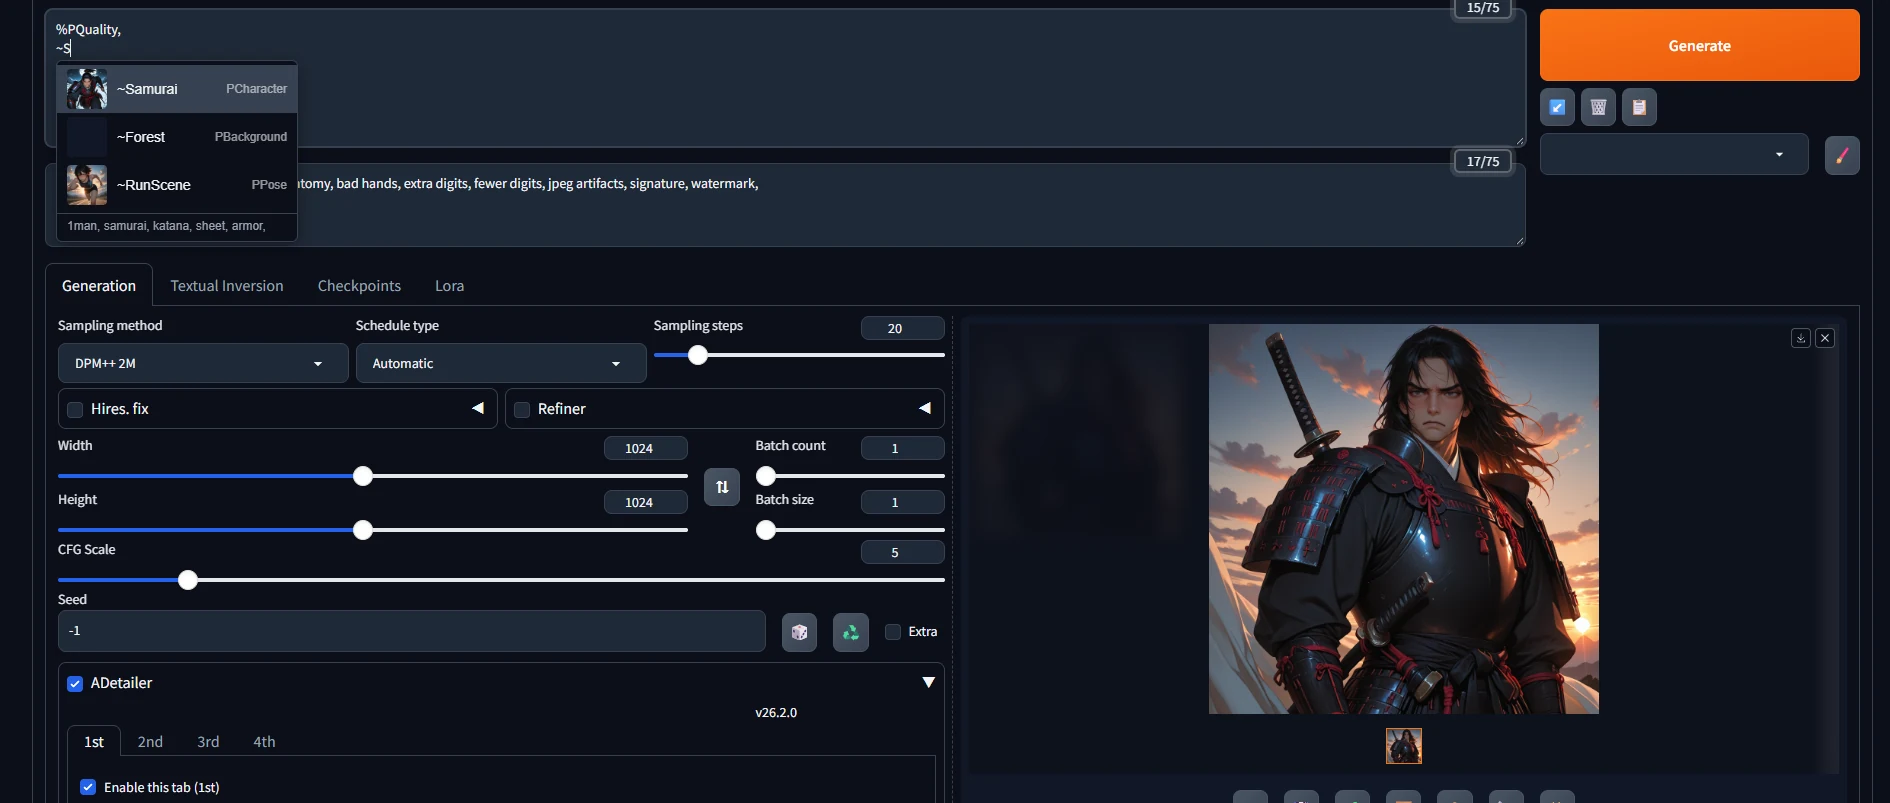 15/75
%PQuality,
~S
Generate
~Samurai PCharacter
~Forest PBackground
~RunScene PPose
1man, samurai, katana, sheet, armor,
17/75
bad hands, extra digits, fewer digits, jpeg artifacts, signature, watermark,
Generation Textual Inversion Checkpoints Lora
Sampling method Schedule type Sampling steps 20
DPM++ 2M Automatic
Hires. fix Refiner
Width 1024 Batch count 1
Height 1024 Batch size 1
CFG Scale 5
Seed
-1 Extra
ADetailer
v26.2.0
1st 2nd 3rd 4th
Enable this tab (1st)